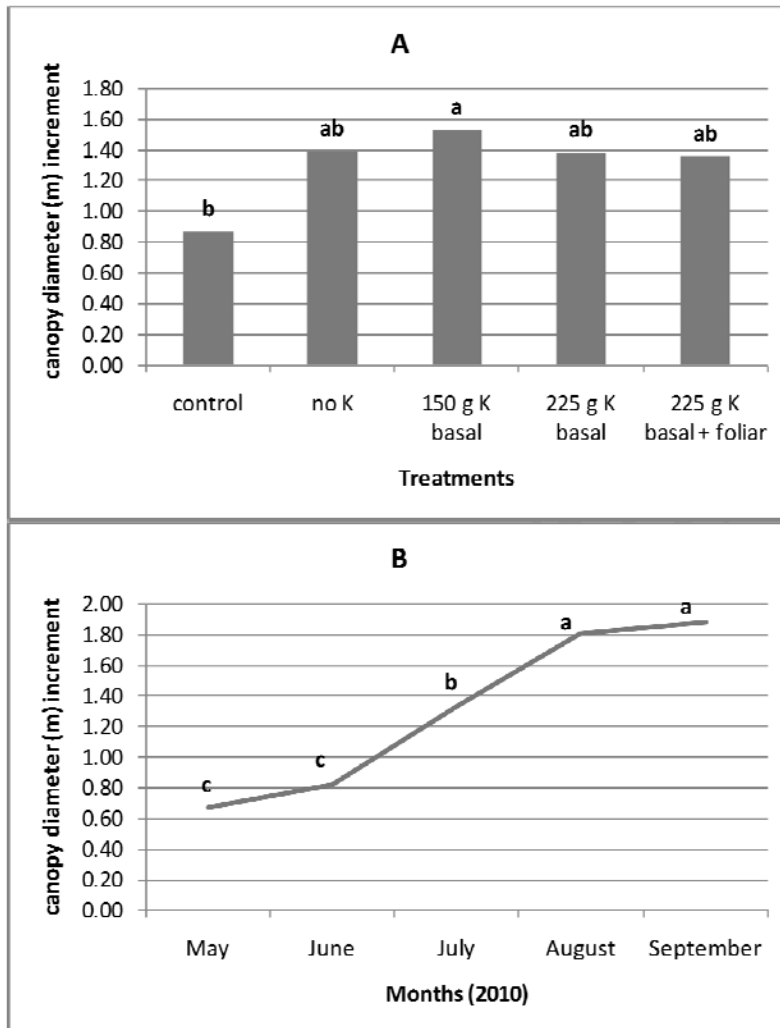 A
canopy diameter (m) increment
1.80
1.60
1.40
1.20
1.00
0.80
0.60
0.40
0.20
0.00
b
ab
a
ab
ab
control
no K
150 g K
basal
225 g K
basal
225 g K
basal + foliar
Treatments
B
canopy diameter (m) increment
2.00
1.80
1.60
1.40
1.20
1.00
0.80
0.60
0.40
0.20
0.00
c
c
b
a
a
May
June
July
August
September
Months (2010)